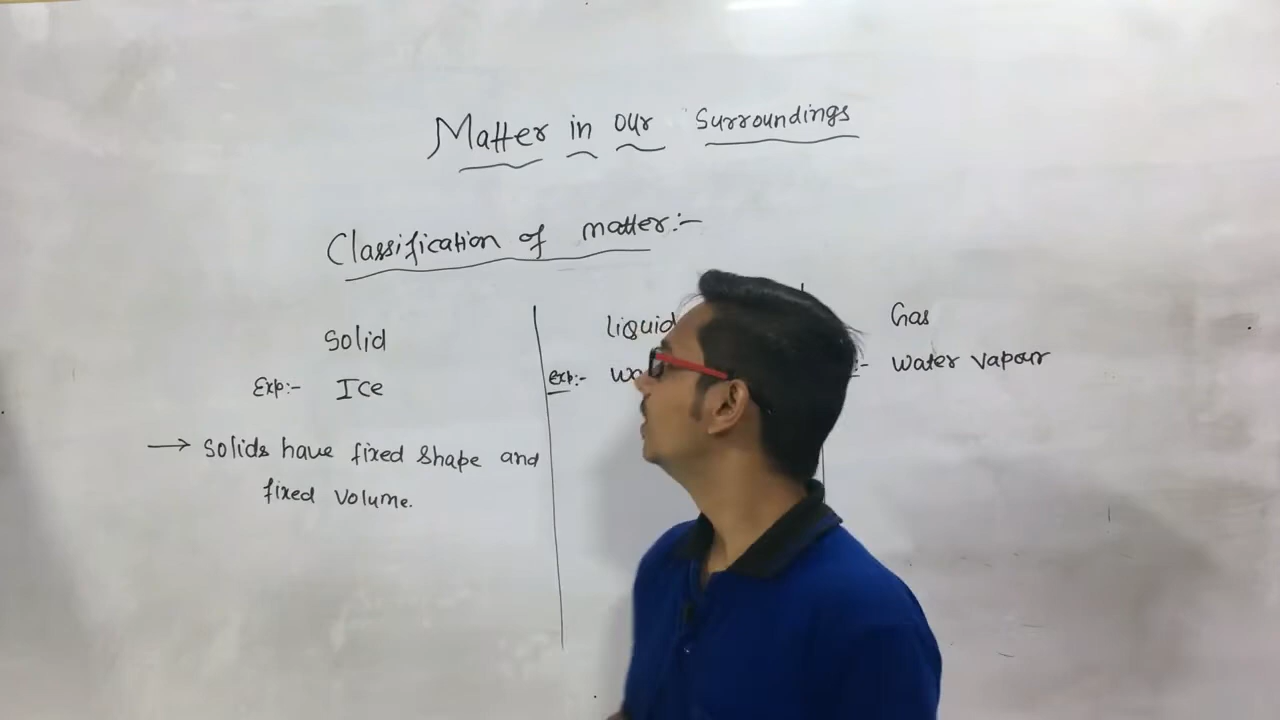 Matter in our Surroundings
Classification of matter:-
Solid
Exp:- Ice
→ Solids have fixed shape and
fixed volume.
liquid
Exp:-
Gas
:- Water vapour